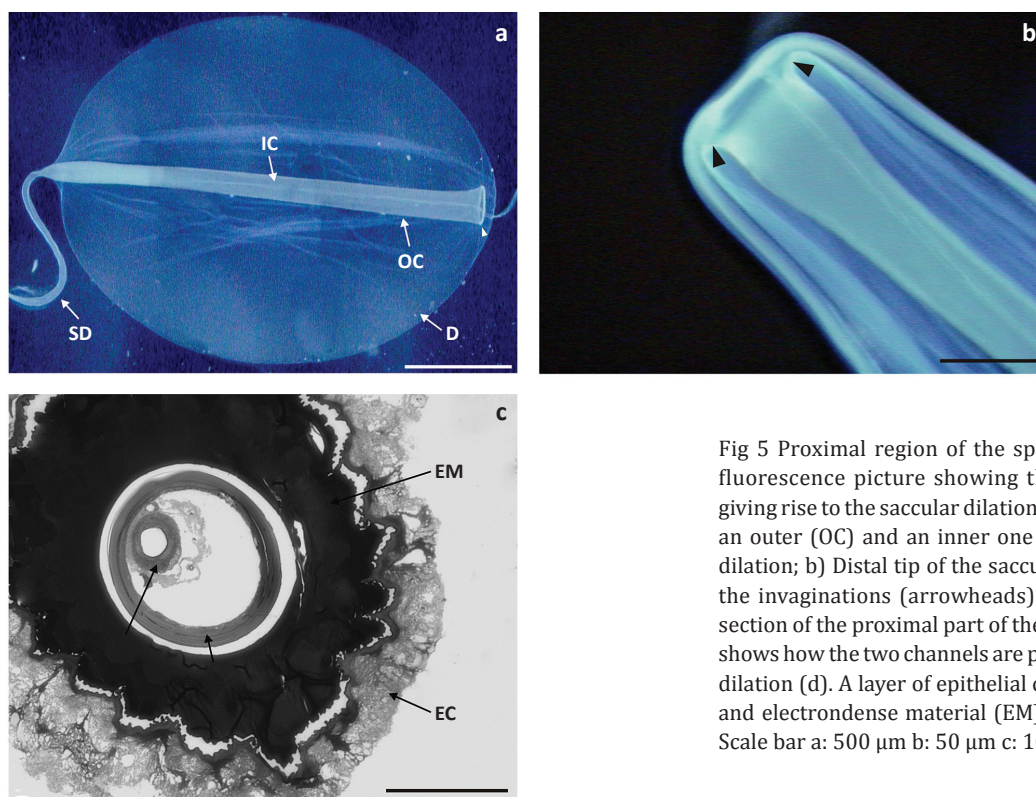 a
b
IC
OC
SD
D
c
EM
EC
Fig 5 Proximal region of the
fluorescence picture showing
giving rise to the saccular dilation
an outer (OC) and an inner one
dilation; b) Distal tip of the
the invaginations (arrowheads)
section of the proximal part of the
shows how the two channels are
dilation (d). A layer of epithelial
and electrondense material (EM)
Scale bar a: 500 µm b: 50 µm c: